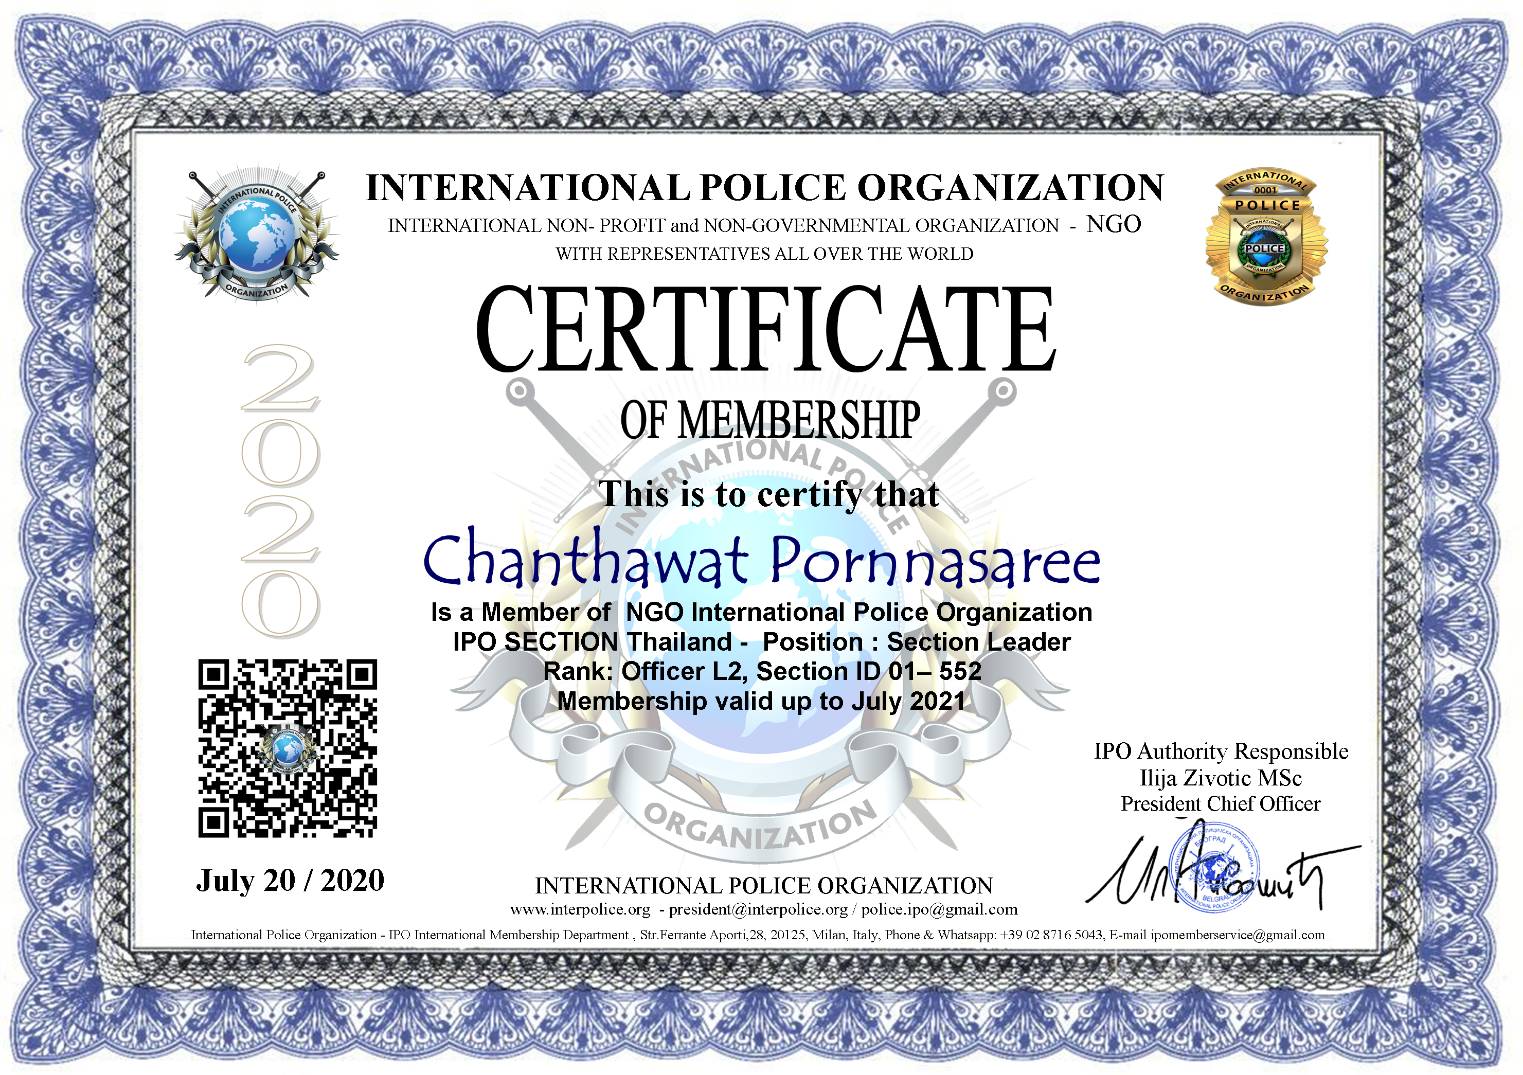 INTERNATIONAL POLICE ORGANIZATION
INTERNATIONAL NON- PROFIT and NON-GOVERNMENTAL ORGANIZATION - NGO
WITH REPRESENTATIVES ALL OVER THE WORLD
INTERNATIONAL POLICE
ORGANIZATION
INTERNATIONAL
0001
POLICE
POLICE
ORGANIZATION
CERTIFICATE
OF MEMBERSHIP
2020
INTERNATIONAL POLICE
This is to certify that
Chanthawat Pornnasaree
Is a Member of NGO International Police Organization
IPO SECTION Thailand - Position : Section Leader
Rank: Officer L2, Section ID 01– 552
Membership valid up to July 2021
ORGANIZATION
IPO Authority Responsible
Ilija Zivotic MSc
President Chief Officer
БЕОГРАД
BELGRADE
July 20 / 2020
INTERNATIONAL POLICE ORGANIZATION
www.interpolice.org - president@interpolice.org / police.ipo@gmail.com
International Police Organization - IPO International Membership Department , Str.Ferrante Aporti,28, 20125, Milan, Italy, Phone & Whatsapp: +39 02 8716 5043, E-mail ipomemberservice@gmail.com